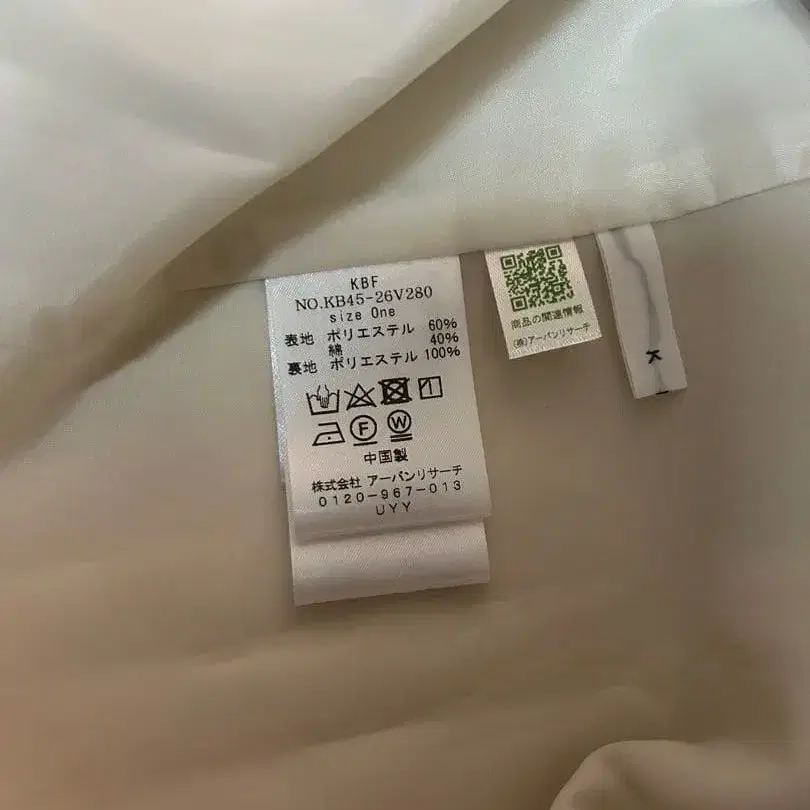 KBF
NO.KB45-26V280
size One
表地 ポリエステル 60%
綿 40%
裏地 ポリエステル 100%
F W
中国製
株式会社 アーバンリサーチ
0120-967-013
UYY
商品の関連情報
(株)アーバンリサーチ
K